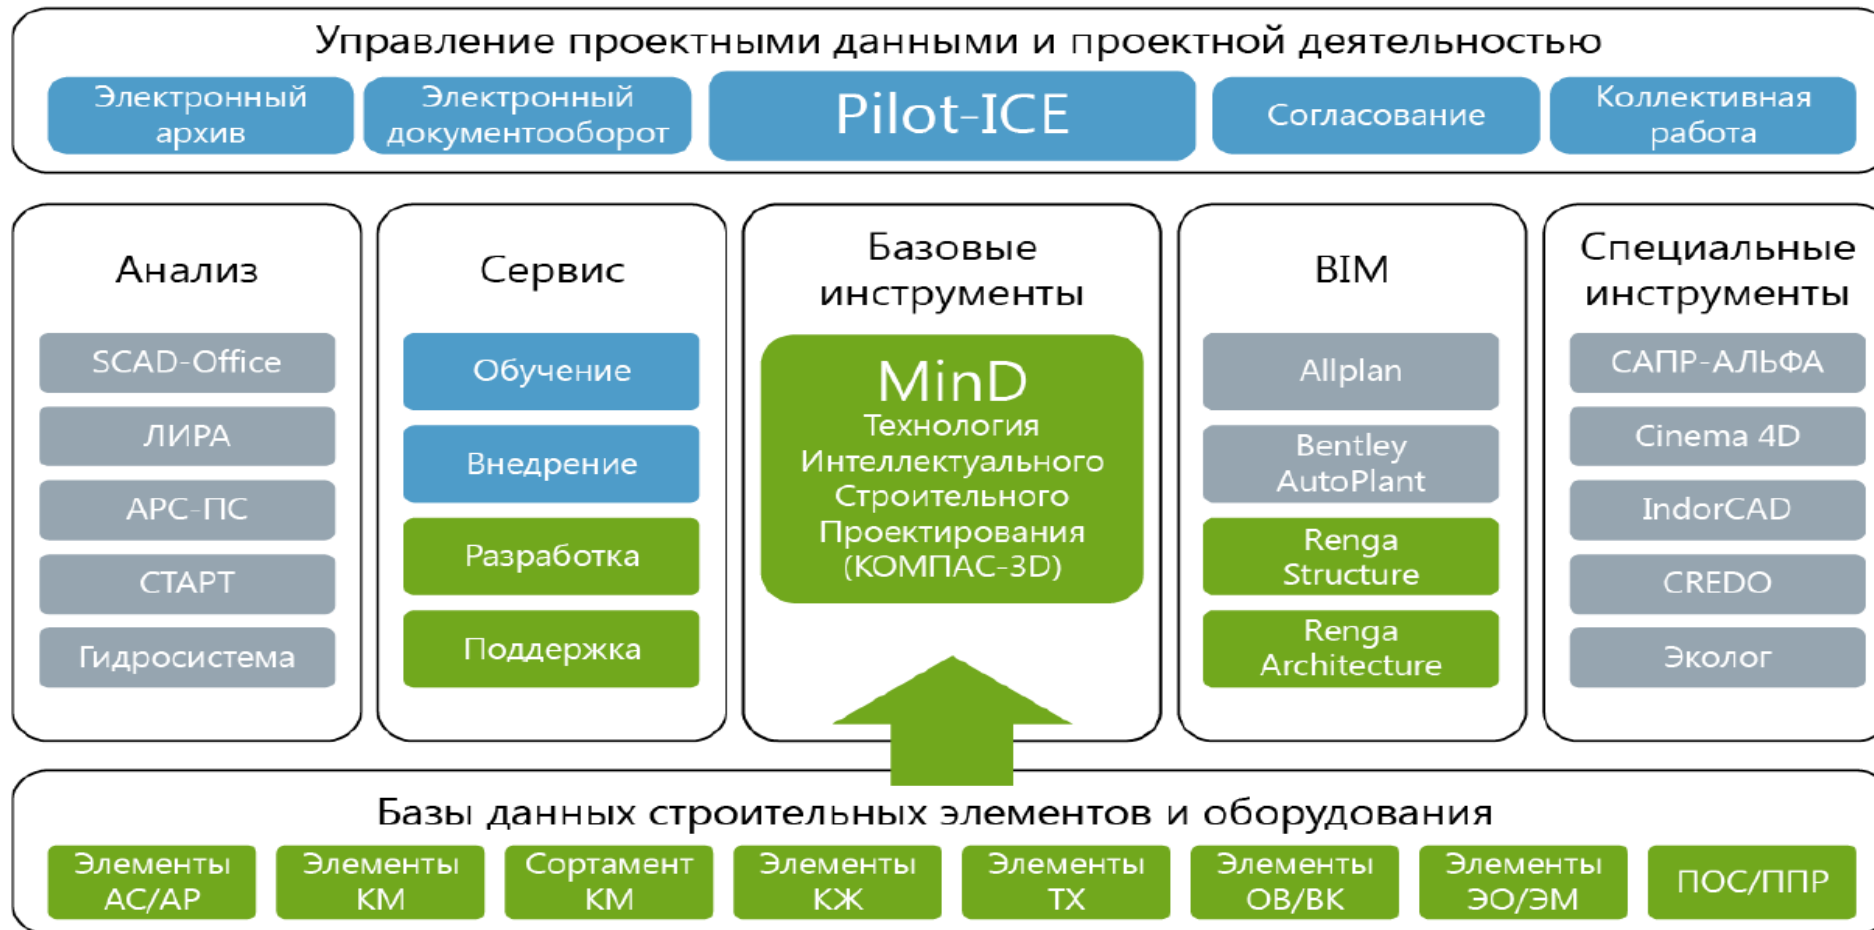 Управление проектными данными и проектной деятельностью
Электронный
архив
Электронный
документооборот
Pilot-ICE
Согласование
Коллективная
работа
Анализ
SCAD-Office
ЛИРА
АРС-ПС
СТАРТ
Гидросистема
Сервис
Обучение
Внедрение
Разработка
Поддержка
Базовые
инструменты
MinD
Технология
Интеллектуального
Строительного
Проектирования
(КОМПАС-3D)
BIM
Allplan
Bentley
AutoPlant
Renga
Structure
Renga
Architecture
Специальные
инструменты
САПР-АЛЬФА
Cinema 4D
IndorCAD
CREDO
Эколог
Базы данных строительных элементов и оборудования
Элементы
АС/АР
Элементы
КМ
Сортамент
КМ
Элементы
КЖ
Элементы
ТХ
Элементы
ОВ/ВК
Элементы
ЭО/ЭМ
ПОС/ППР